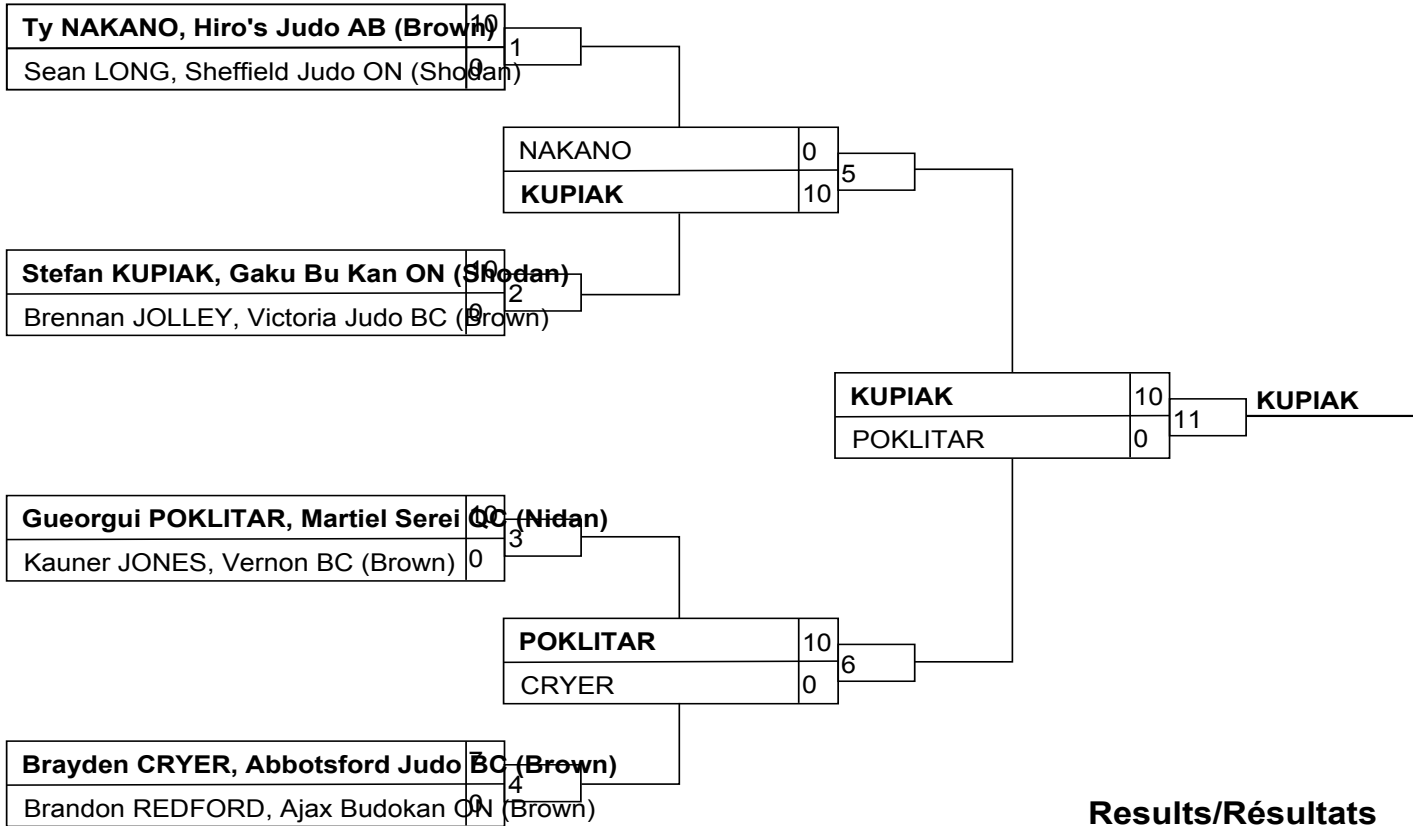 Ty NAKANO, Hiro's Judo AB (Brown) 10
1
Sean LONG, Sheffield Judo ON (Shodan) 0
NAKANO 0
5
KUPIAK 10
Stefan KUPIAK, Gaku Bu Kan ON (Shodan) 10
2
Brennan JOLLEY, Victoria Judo BC (Brown) 0
KUPIAK 10
KUPIAK
11
POKLITAR 0
Gueorgui POKLITAR, Martiel Serei QC (Nidan) 10
3
Kauner JONES, Vernon BC (Brown) 0
POKLITAR 10
6
CRYER 0
Brayden CRYER, Abbotsford Judo BC (Brown) 7
4
Brandon REDFORD, Ajax Budokan ON (Brown) 0
Results/Résultats